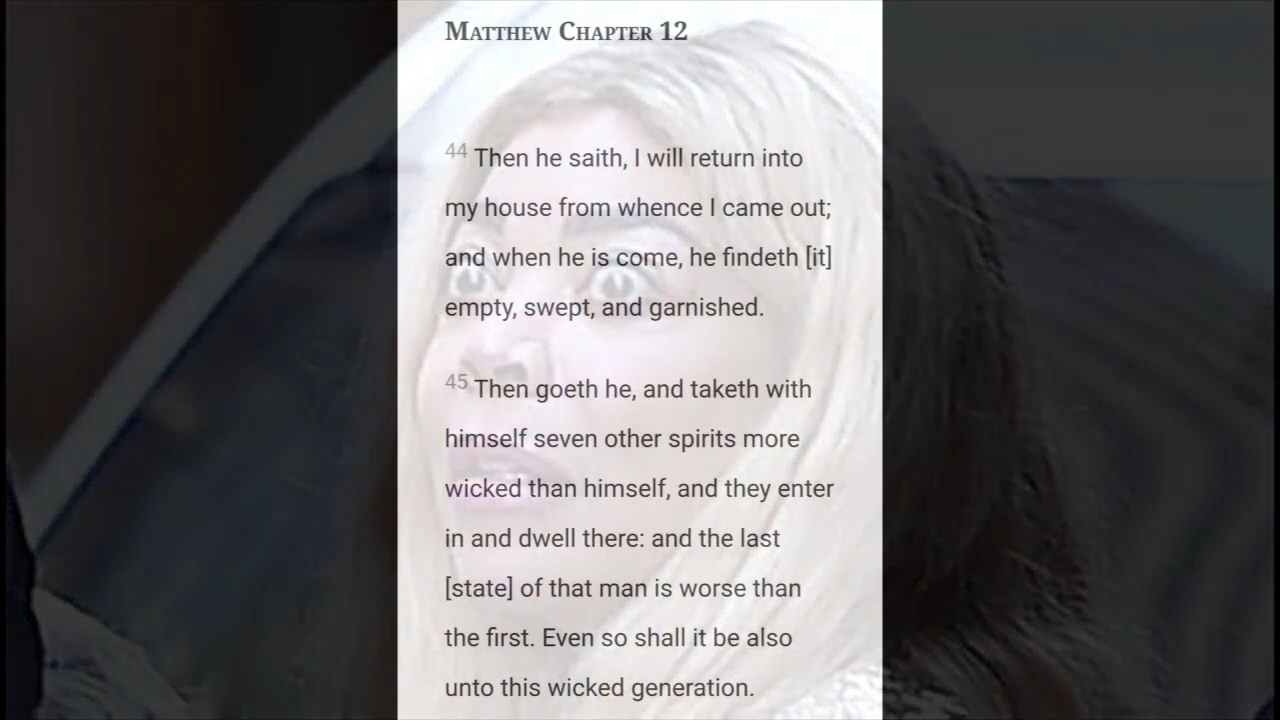 MATTHEW CHAPTER 12
44 Then he saith, I will return into
my house from whence I came out;
and when he is come, he findeth [it]
empty, swept, and garnished.
45 Then goeth he, and taketh with
himself seven other spirits more
wicked than himself, and they enter
in and dwell there: and the last
[state] of that man is worse than
the first. Even so shall it be also
unto this wicked generation.